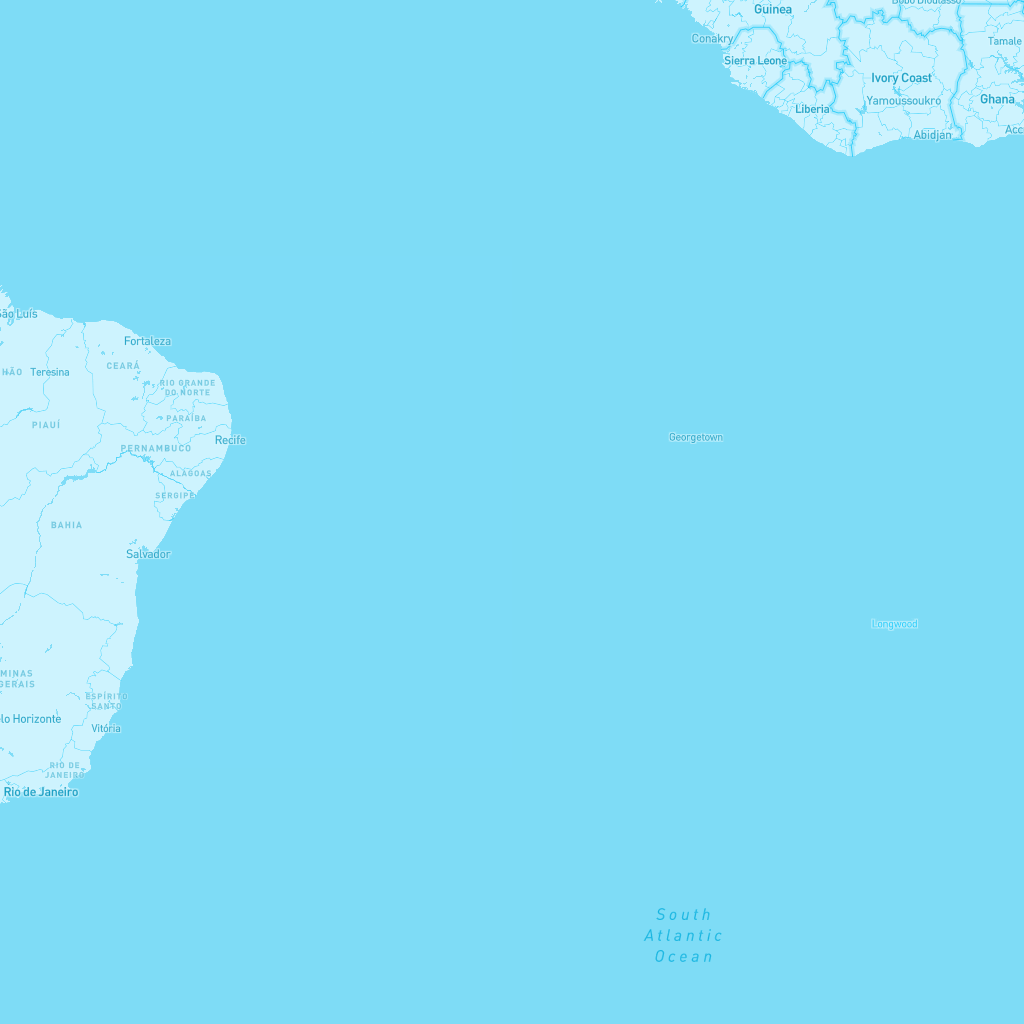 Bobo Dioulasso
Guinea
Conakry
Tamale
Sierra Leone
Ivory Coast
Yamoussoukro
Ghana
Liberia
Abidjan
Acc
São Luís
Fortaleza
CEARÁ
HÃO
Teresina
RIO GRANDE
DO NORTE
PARAÍBA
PIAUÍ
Recife
Georgetown
PERNAMBUCO
ALAGOAS
SERGIPE
BAHIA
Salvador
Longwood
MINAS
GERAIS
ESPÍRITO
SANTO
lo Horizonte
Vitória
RIO DE
JANEIRO
Rio de Janeiro
South
Atlantic
Ocean